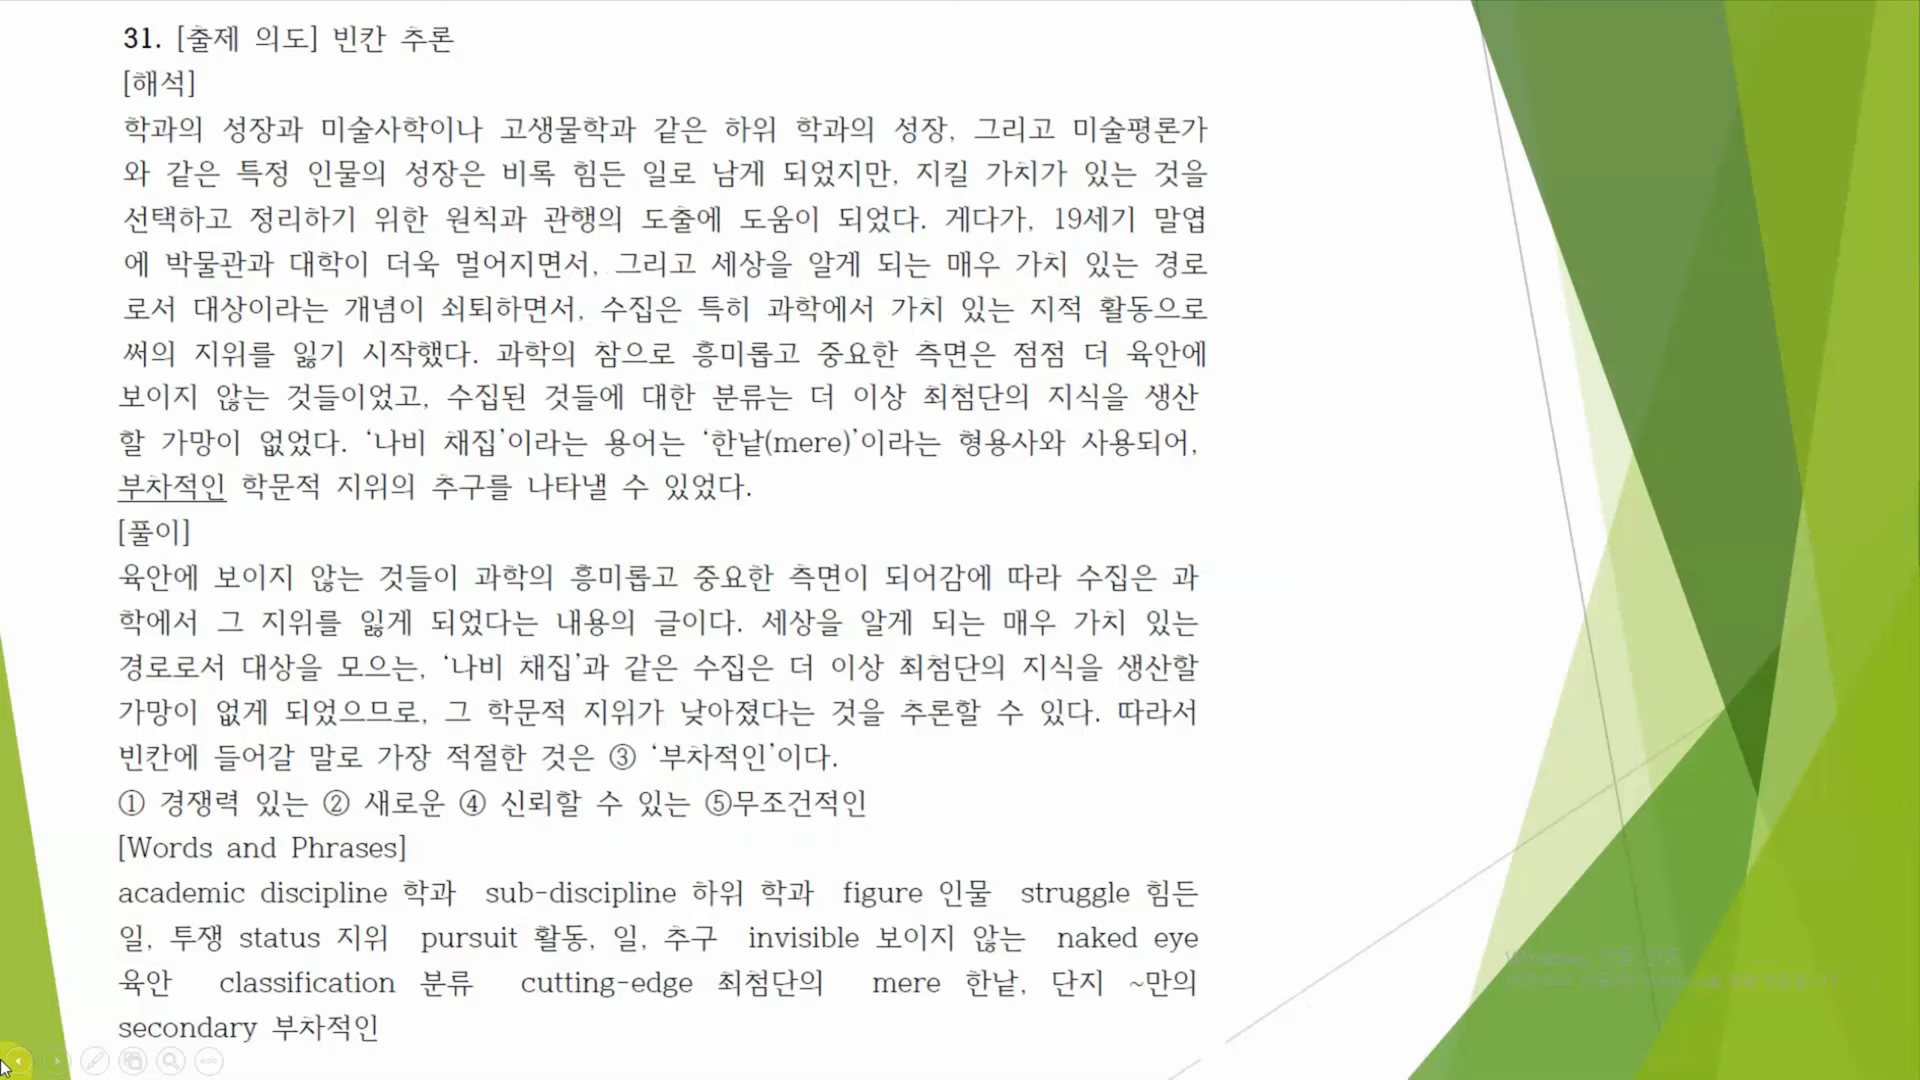 31. [출제 의도] 빈칸 추론
[해석]
학과의 성장과 미술사학이나 고생물학과 같은 하위 학과의 성장, 그리고 미술평론가
와 같은 특정 인물의 성장은 비록 힘든 일로 남게 되었지만, 지킬 가치가 있는 것을
선택하고 정리하기 위한 원칙과 관행의 도출에 도움이 되었다. 게다가, 19세기 말엽
에 박물관과 대학이 더욱 멀어지면서, 그리고 세상을 알게 되는 매우 가치 있는 경로
로서 대상이라는 개념이 쇠퇴하면서, 수집은 특히 과학에서 가치 있는 지적 활동으로
써의 지위를 잃기 시작했다. 과학의 참으로 흥미롭고 중요한 측면은 점점 더 육안에
보이지 않는 것들이었고, 수집된 것들에 대한 분류는 더 이상 최첨단의 지식을 생산
할 가망이 없었다. ‘나비 채집’이라는 용어는 ‘한낱(mere)’이라는 형용사와 사용되어,
부차적인 학문적 지위의 추구를 나타낼 수 있었다.
[풀이]
육안에 보이지 않는 것들이 과학의 흥미롭고 중요한 측면이 되어감에 따라 수집은 과
학에서 그 지위를 잃게 되었다는 내용의 글이다. 세상을 알게 되는 매우 가치 있는
경로로서 대상을 모으는, ‘나비 채집’과 같은 수집은 더 이상 최첨단의 지식을 생산할
가망이 없게 되었으므로, 그 학문적 지위가 낮아졌다는 것을 추론할 수 있다. 따라서
빈칸에 들어갈 말로 가장 적절한 것은 ③ ‘부차적인’이다.
① 경쟁력 있는 ② 새로운 ④ 신뢰할 수 있는 ⑤무조건적인
[Words and Phrases]
academic discipline 학과 sub-discipline 하위 학과 figure 인물 struggle 힘든
일, 투쟁 status 지위 pursuit 활동, 일, 추구 invisible 보이지 않는 naked eye
육안 classification 분류 cutting-edge 최첨단의 mere 한낱, 단지 ~만의
secondary 부차적인